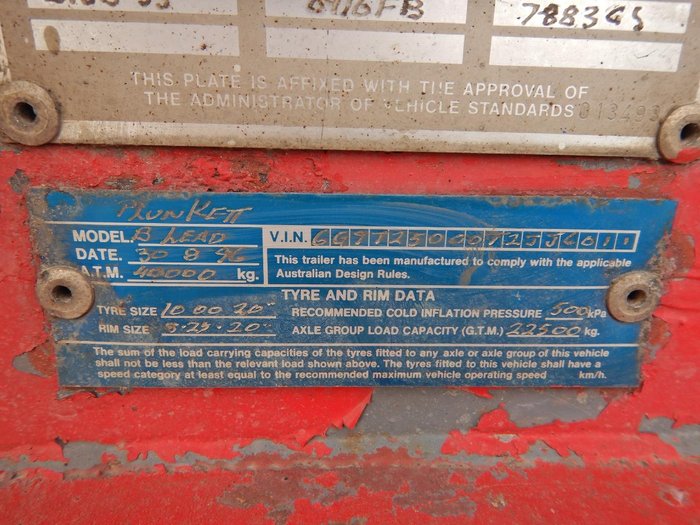 7883GS
THIS PLATE IS AFFIXED WITH THE APPROVAL OF
THE ADMINISTRATOR OF VEHICLE STANDARDS
PLUNKETT
MODEL. B LEAD
DATE. 30 8 96
A.T.M. 40000 kg.
V.I.N.
This trailer has been manufactured to comply with the applicable
Australian Design Rules.
TYRE AND RIM DATA
TYRE SIZE 10 00 20" RECOMMENDED COLD INFLATION PRESSURE 500 kPa
RIM SIZE 8.25.20" AXLE GROUP LOAD CAPACITY (G.T.M.) 22500 kg.
The sum of the load carrying capacities of the tyres fitted to any axle or axle group of this vehicle
shall not be less than the relevant load shown above. The tyres fitted to this vehicle shall have a
speed category at least equal to the recommended maximum vehicle operating speed km/h.